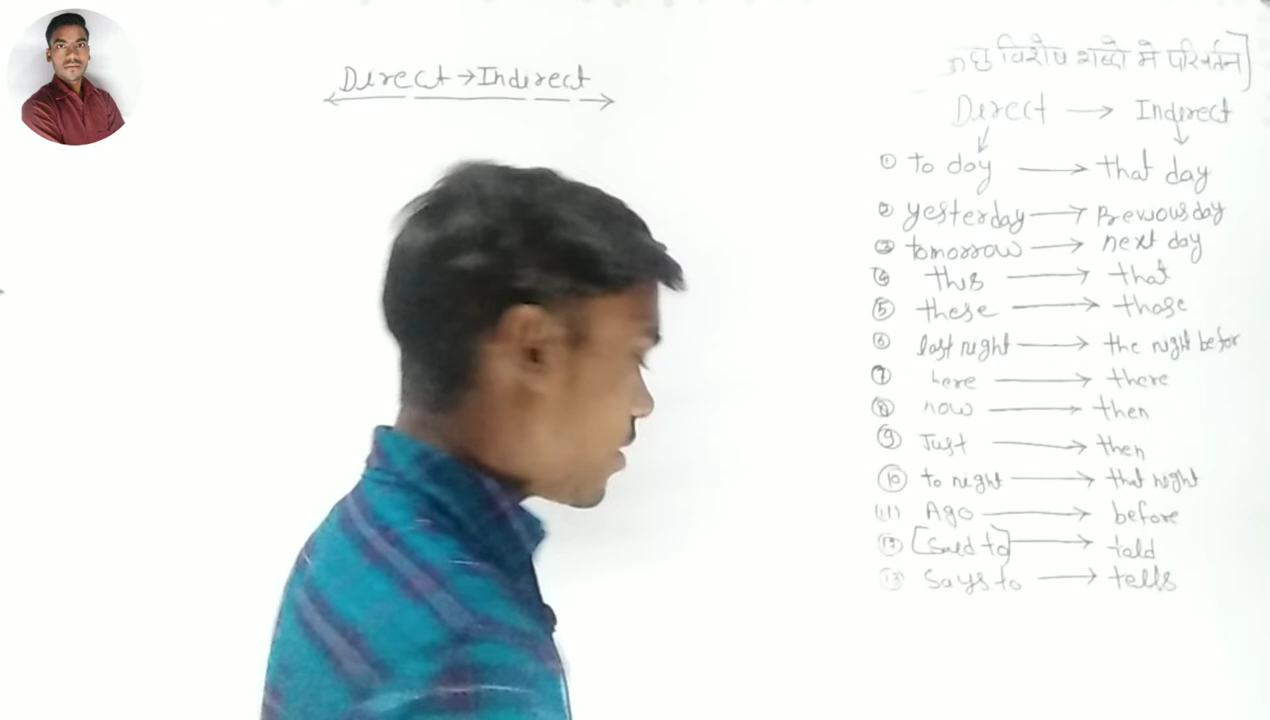 Direct → Indirect
कुछ विशेष शब्दो मे परिवर्तन]
Direct → Indirect
① to day → that day
② yesterday → Previous day
③ tomorrow → next day
④ this → that
⑤ these → those
⑥ last night → the night befor
⑦ here → there
⑧ now → then
⑨ Just → then
⑩ to night → that night
(11) Ago → before
⑫ [Said to] → told
⑬ Says to → tells